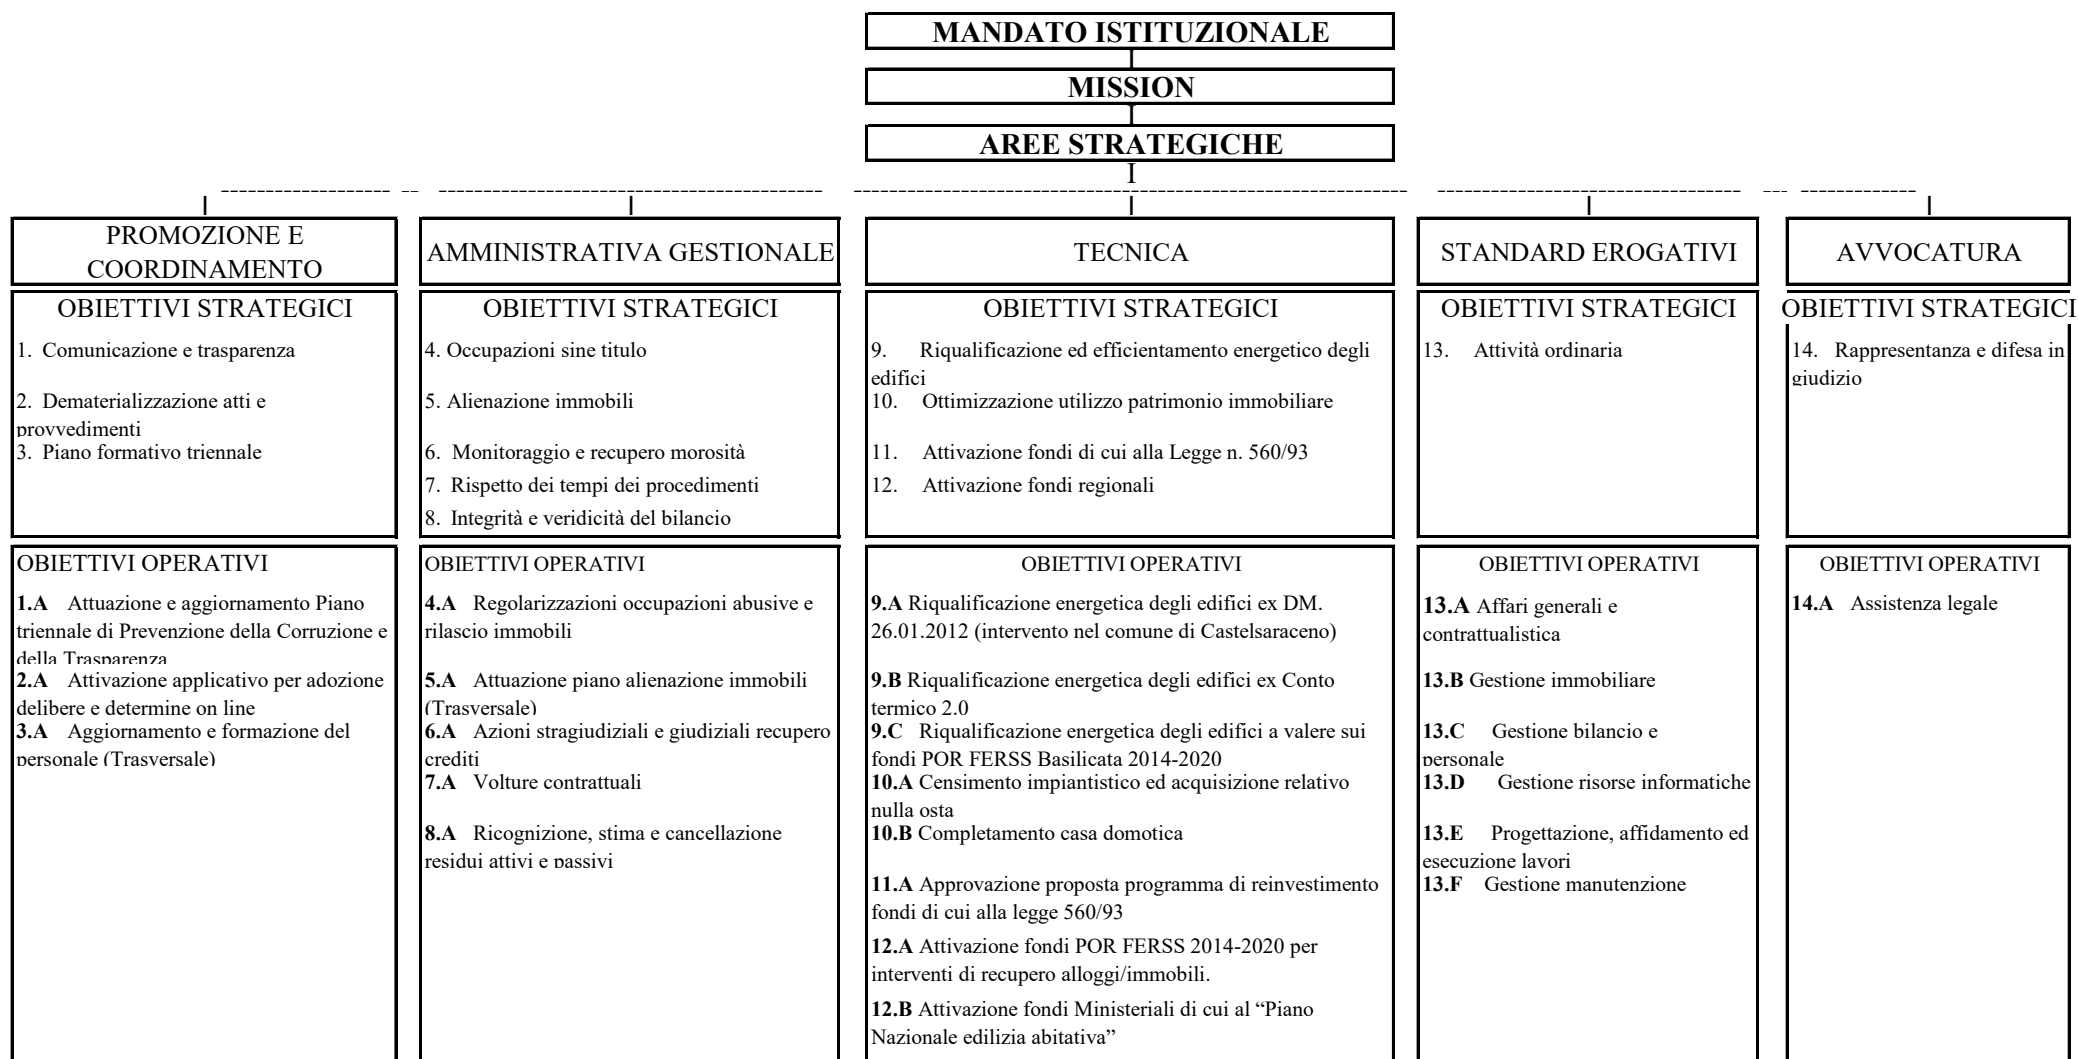 MANDATO ISTITUZIONALE
MISSION
AREE STRATEGICHE
PROMOZIONE E
COORDINAMENTO
OBIETTIVI STRATEGICI
1. Comunicazione e trasparenza
2. Dematerializzazione atti e
provvedimenti
3. Piano formativo triennale
OBIETTIVI OPERATIVI
1.A Attuazione e aggiornamento Piano
triennale di Prevenzione della Corruzione e
della Trasparenza
2.A Attivazione applicativo per adozione
delibere e determine on line
3.A Aggiornamento e formazione del
personale (Trasversale)
AMMINISTRATIVA GESTIONALE
OBIETTIVI STRATEGICI
4. Occupazioni sine titulo
5. Alienazione immobili
6. Monitoraggio e recupero morosità
7. Rispetto dei tempi dei procedimenti
8. Integrità e veridicità del bilancio
OBIETTIVI OPERATIVI
4.A Regolarizzazioni occupazioni abusive e
rilascio immobili
5.A Attuazione piano alienazione immobili
(Trasversale)
6.A Azioni stragiudiziali e giudiziali recupero
crediti
7.A Volture contrattuali
8.A Ricognizione, stima e cancellazione
residui attivi e passivi
TECNICA
OBIETTIVI STRATEGICI
9. Riqualificazione ed efficientamento energetico degli
edifici
10. Ottimizzazione utilizzo patrimonio immobiliare
11. Attivazione fondi di cui alla Legge n. 560/93
12. Attivazione fondi regionali
OBIETTIVI OPERATIVI
9.A Riqualificazione energetica degli edifici ex DM.
26.01.2012 (intervento nel comune di Castelsaraceno)
9.B Riqualificazione energetica degli edifici ex Conto
termico 2.0
9.C Riqualificazione energetica degli edifici a valere sui
fondi POR FERSS Basilicata 2014-2020
10.A Censimento impiantistico ed acquisizione relativo
nulla osta
10.B Completamento casa domotica
11.A Approvazione proposta programma di reinvestimento
fondi di cui alla legge 560/93
12.A Attivazione fondi POR FERSS 2014-2020 per
interventi di recupero alloggi/immobili.
12.B Attivazione fondi Ministeriali di cui al “Piano
Nazionale edilizia abitativa”
STANDARD EROGATIVI
OBIETTIVI STRATEGICI
13. Attività ordinaria
OBIETTIVI OPERATIVI
13.A Affari generali e
contrattualistica
13.B Gestione immobiliare
13.C Gestione bilancio e
personale
13.D Gestione risorse informatiche
13.E Progettazione, affidamento ed
esecuzione lavori
13.F Gestione manutenzione
AVVOCATURA
OBIETTIVI STRATEGICI
14. Rappresentanza e difesa in
giudizio
OBIETTIVI OPERATIVI
14.A Assistenza legale